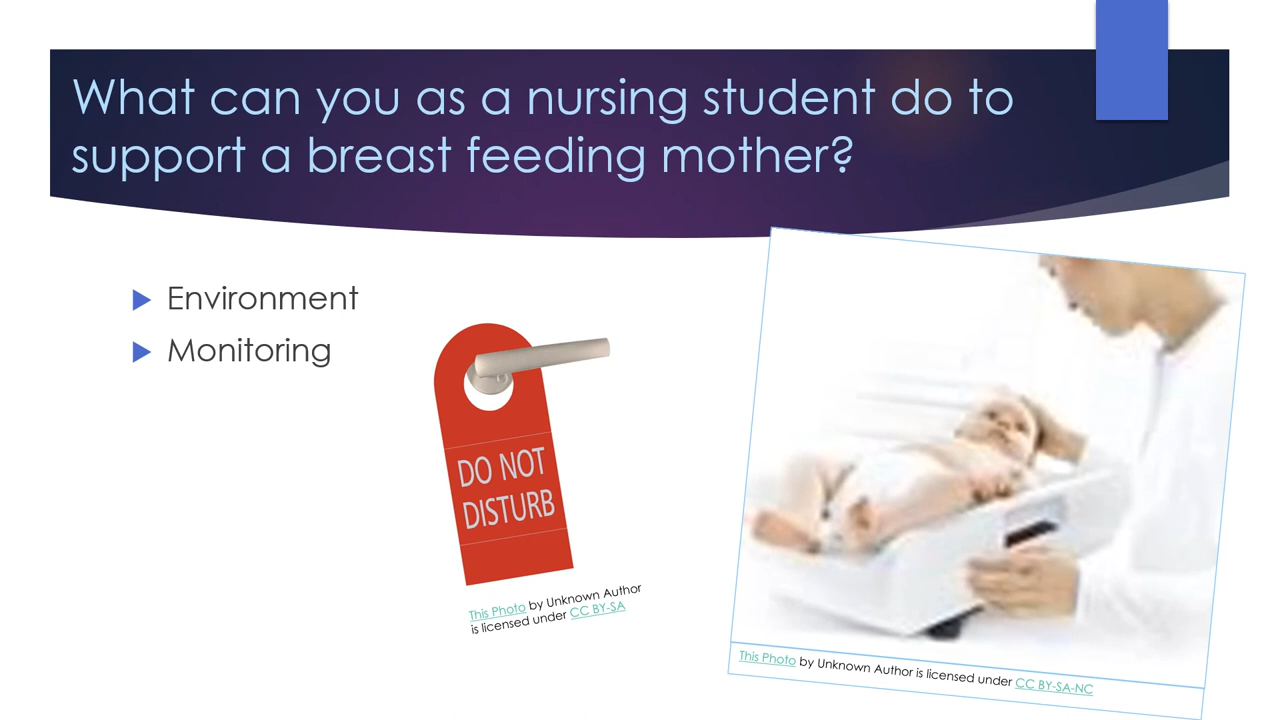 What can you as a nursing student do to
support a breast feeding mother?
Environment
Monitoring
DO NOT
DISTURB
This Photo by Unknown Author
is licensed under CC BY-SA
This Photo by Unknown Author is licensed under CC BY-SA-NC